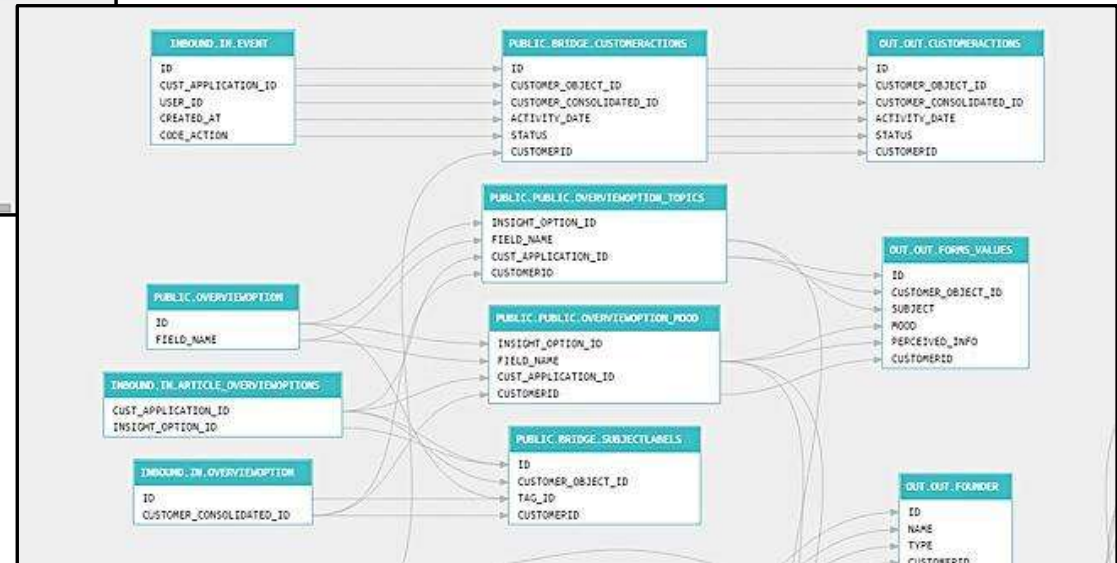 INBOUND.IN.EVENT
ID
CUST_APPLICATION_ID
USER_ID
CREATED_AT
CODE_ACTION
PUBLIC.BRIDGE.CUSTOMERACTIONS
ID
CUSTOMER_OBJECT_ID
CUSTOMER_CONSOLIDATED_ID
ACTIVITY_DATE
STATUS
CUSTOMERID
OUT.OUT.CUSTOMERACTIONS
ID
CUSTOMER_OBJECT_ID
CUSTOMER_CONSOLIDATED_ID
ACTIVITY_DATE
STATUS
CUSTOMERID
PUBLIC.PUBLIC.OVERVIEWOPTION_TOPICS
INSIGHT_OPTION_ID
FIELD_NAME
CUST_APPLICATION_ID
CUSTOMERID
OUT.OUT.FORMS_VALUES
ID
CUSTOMER_OBJECT_ID
SUBJECT
MOOD
PERCEIVED_INFO
CUSTOMERID
PUBLIC.OVERVIEWOPTION
ID
FIELD_NAME
PUBLIC.PUBLIC.OVERVIEWOPTION_MOOD
INSIGHT_OPTION_ID
FIELD_NAME
CUST_APPLICATION_ID
CUSTOMERID
INBOUND.IN.ARTICLE_OVERVIEWOPTIONS
CUST_APPLICATION_ID
INSIGHT_OPTION_ID
PUBLIC.BRIDGE.SUBJECTLABELS
ID
CUSTOMER_OBJECT_ID
TAG_ID
CUSTOMERID
INBOUND.IN.OVERVIEWOPTION
ID
CUSTOMER_CONSOLIDATED_ID
OUT.OUT.FOUNDER
ID
NAME
TYPE
CUSTOMERID